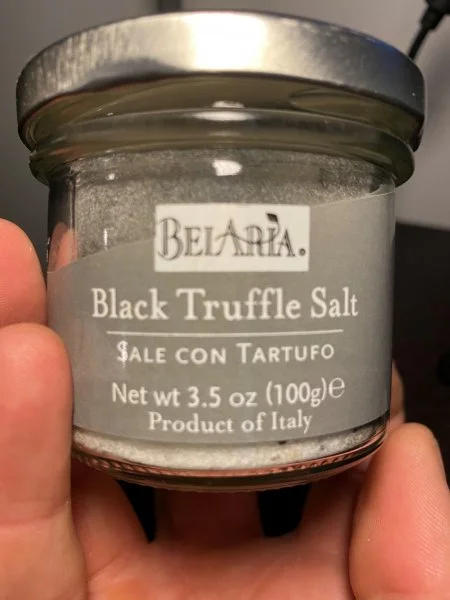 BELARIA.
Black Truffle Salt
SALE CON TARTUFO
Net wt 3.5 oz (100g)℮
Product of Italy